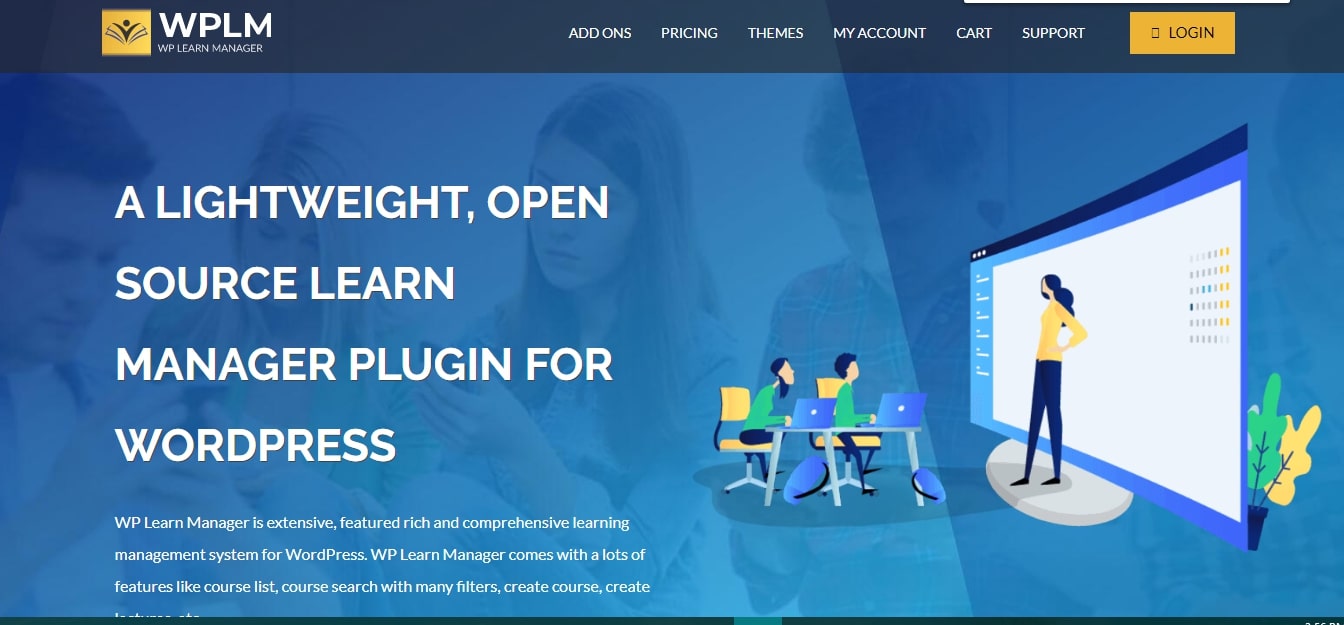 WPLM
WP LEARN MANAGER
ADD ONS PRICING THEMES MY ACCOUNT CART SUPPORT LOGIN
A LIGHTWEIGHT, OPEN
SOURCE LEARN
MANAGER PLUGIN FOR
WORDPRESS
WP Learn Manager is extensive, featured rich and comprehensive learning
management system for WordPress. WP Learn Manager comes with a lots of
features like course list, course search with many filters, create course, create